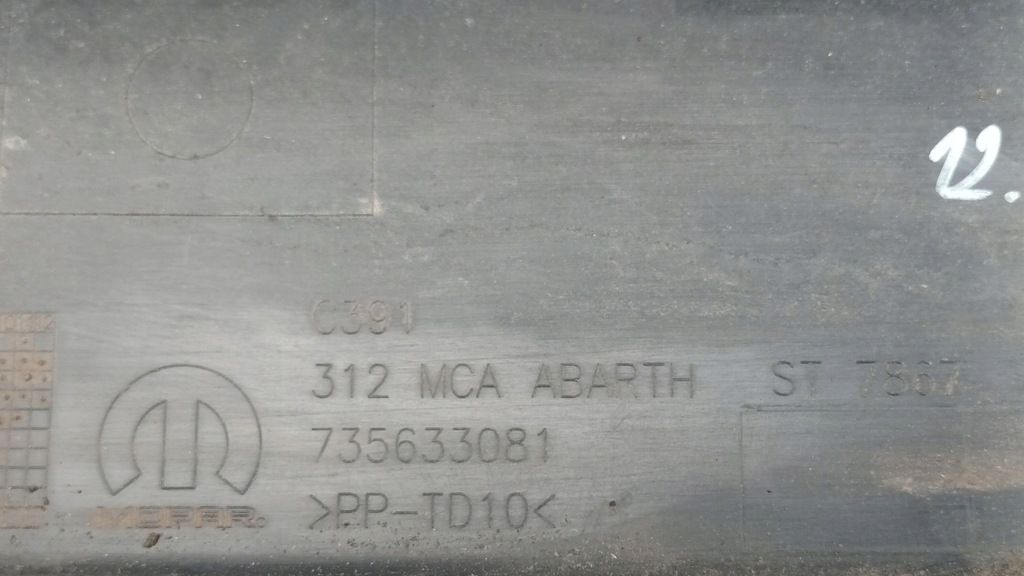 12.
C391
312 MCA ABARTH ST 7867
735633081
MOPAR.
>PP-TD10<